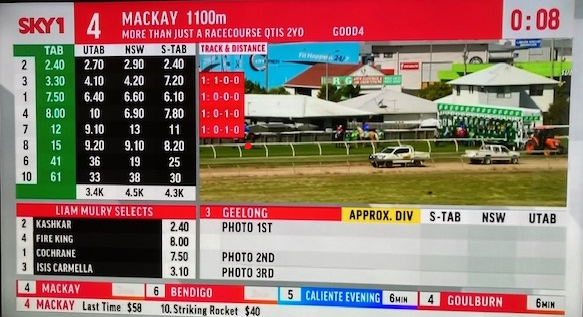 SKY1 4 MACKAY 1100m 0:08
MORE THAN JUST A RACECOURSE QTIS 2YO GOOD4
TAB UTAB NSW S-TAB TRACK & DISTANCE
2 2.40 2.70 2.90 2.40
3 3.30 4.10 4.20 7.20 1: 1-0-0
1 7.50 6.40 6.60 6.10 1: 0-0-0
4 8.00 10 6.90 7.80 1: 0-1-0
7 12 9.10 13 11 1: 0-1-0
8 15 9.20 9.10 8.20
6 41 36 19 25
10 61 33 38 30
3.4K 4.5K 4.3K
LIAM MULRY SELECTS
2 KASHKAR 2.40
4 FIRE KING 8.00
1 COCHRANE 7.50
3 ISIS CARMELLA 3.10
3 GEELONG APPROX. DIV S-TAB NSW UTAB
PHOTO 1ST
PHOTO 2ND
PHOTO 3RD
4 MACKAY 6 BENDIGO 5 CALIENTE EVENING 6MIN 4 GOULBURN 6MIN
4 MACKAY Last Time $58 10. Striking Rocket $40